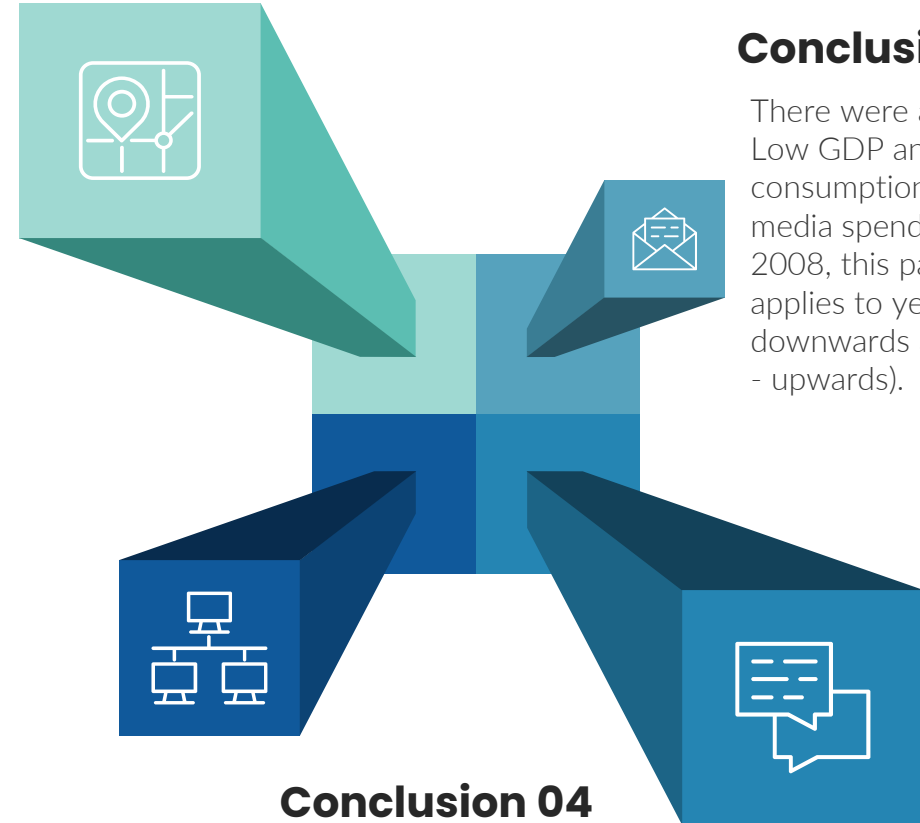 Conclusi
There were a
Low GDP an
consumption
media spend
2008, this pa
applies to ye
downwards
- upwards).
Conclusion 04